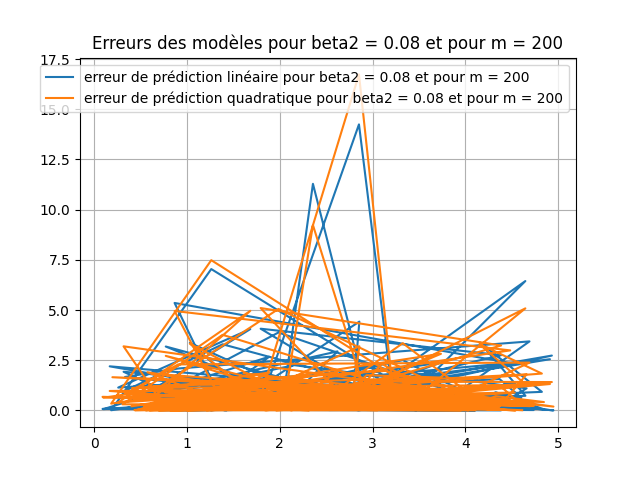 Erreurs des modèles pour beta2 = 0.08 et pour m = 200
17.5
erreur de prédiction linéaire pour beta2 = 0.08 et pour m = 200
erreur de prédiction quadratique pour beta2 = 0.08 et pour m = 200
15.0
12.5
10.0
7.5
5.0
2.5
0.0
0 1 2 3 4 5